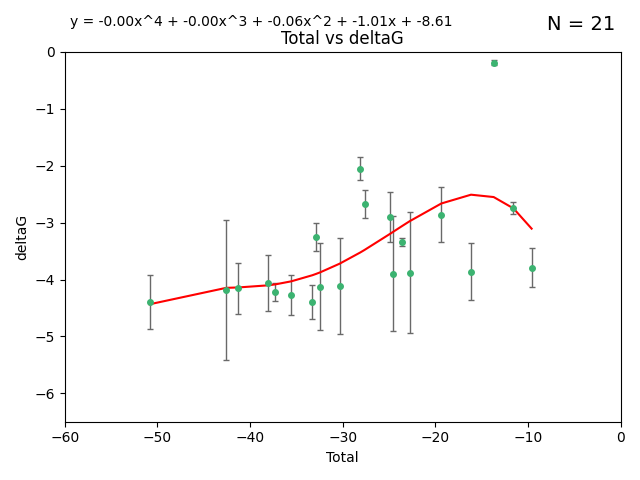 y = -0.00x^4 + -0.00x^3 + -0.06x^2 + -1.01x + -8.61
N = 21
Total vs deltaG
0
−1
−2
−3
−4
−5
−6
deltaG
−60 −50 −40 −30 −20 −10 0
Total